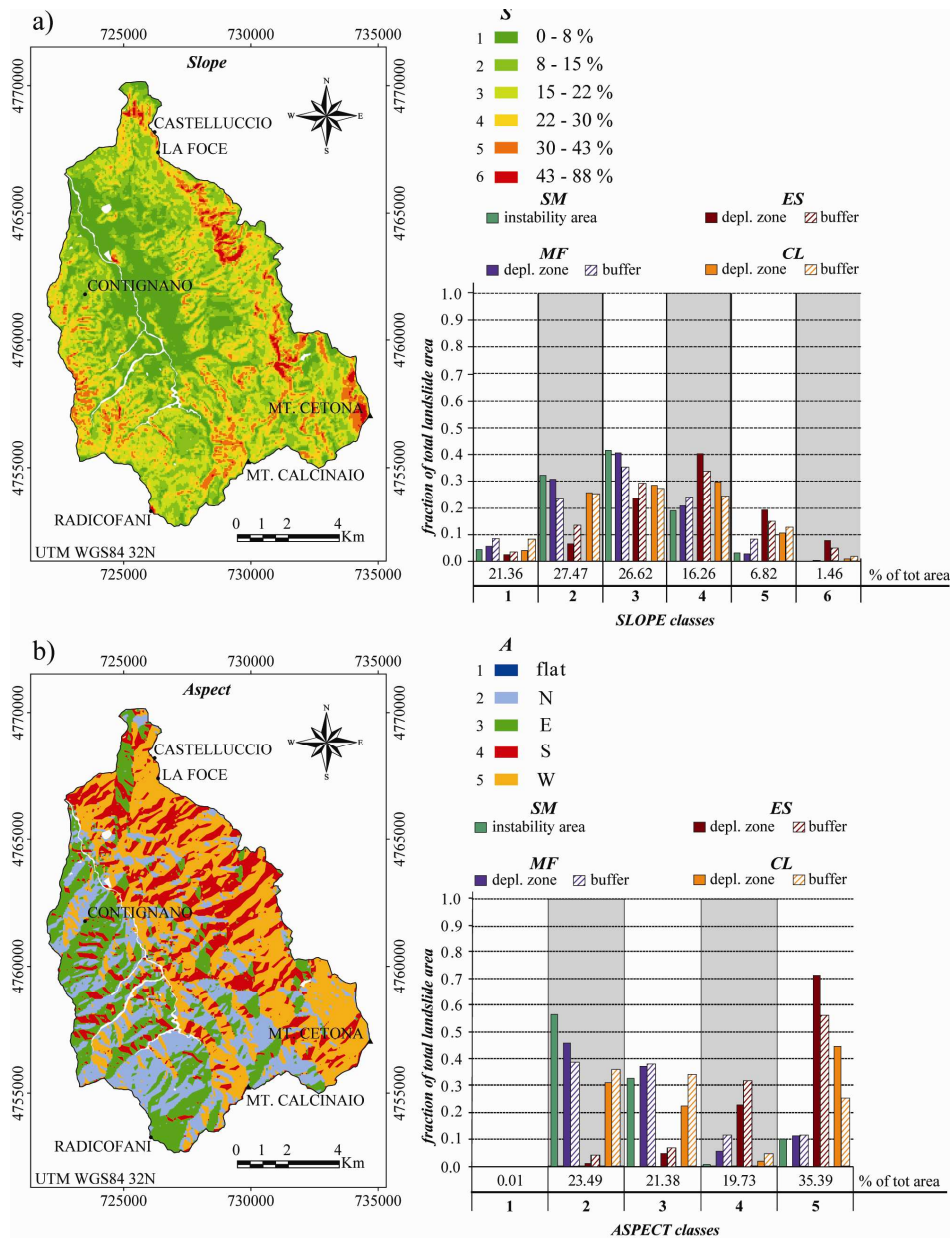 a)
725000 730000 735000
Slope
4770000
4765000
4760000
4755000
N
W E
S
CASTELLUCCIO
LA FOCE
CONTIGNANO
MT. CETONA
MT. CALCINAIO
RADICOFANI
0 1 2 4
Km
UTM WGS84 32N
725000 730000 735000
S
1 0 - 8 %
2 8 - 15 %
3 15 - 22 %
4 22 - 30 %
5 30 - 43 %
6 43 - 88 %
SM ES
instability area depl. zone buffer
MF CL
depl. zone buffer depl. zone buffer
fraction of total landslide area
1.0
0.9
0.8
0.7
0.6
0.5
0.4
0.3
0.2
0.1
0.0
21.36 27.47 26.62 16.26 6.82 1.46 % of tot area
1 2 3 4 5 6
SLOPE classes
b)
725000 730000 735000
Aspect
4770000
4765000
4760000
4755000
N
W E
S
CASTELLUCCIO
LA FOCE
CONTIGNANO
MT. CETONA
MT. CALCINAIO
RADICOFANI
0 1 2 4
Km
UTM WGS84 32N
725000 730000 735000
A
1 flat
2 N
3 E
4 S
5 W
SM ES
instability area depl. zone buffer
MF CL
depl. zone buffer depl. zone buffer
fraction of total landslide area
1.0
0.9
0.8
0.7
0.6
0.5
0.4
0.3
0.2
0.1
0.0
0.01 23.49 21.38 19.73 35.39 % of tot area
1 2 3 4 5
ASPECT classes